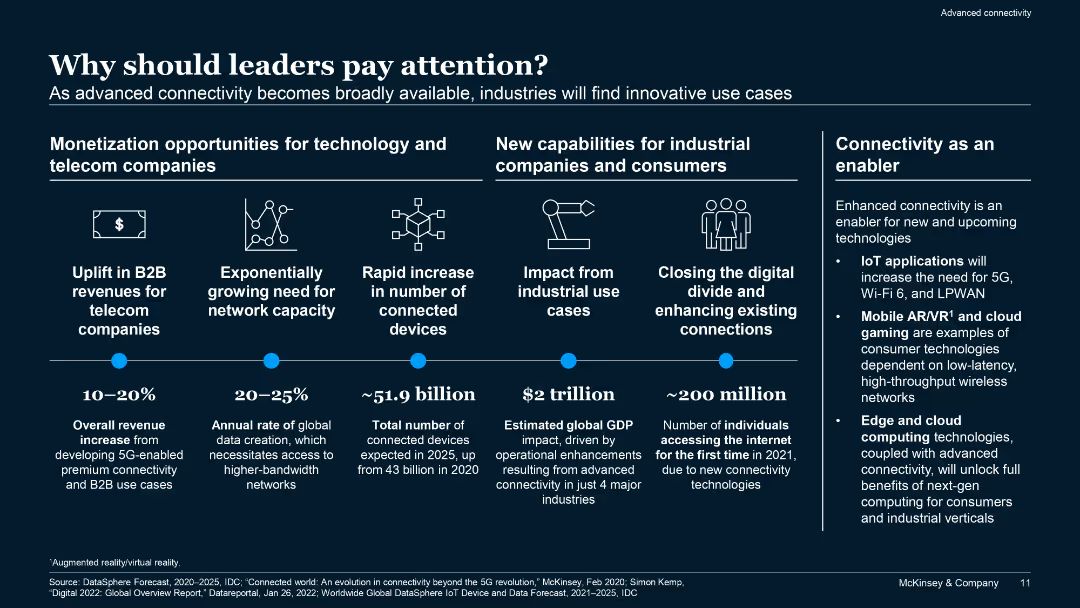 Advanced connectivity
Why should leaders pay attention?
As advanced connectivity becomes broadly available, industries will find innovative use cases
Monetization opportunities for technology and
telecom companies
$
Uplift in B2B
revenues for
telecom
companies
10–20%
Overall revenue
increase from
developing 5G-enabled
premium connectivity
and B2B use cases
Exponentially
growing need for
network capacity
20–25%
Annual rate of global
data creation, which
necessitates access to
higher-bandwidth
networks
Rapid increase
in number of
connected
devices
~51.9 billion
Total number of
connected devices
expected in 2025, up
from 43 billion in 2020
New capabilities for industrial
companies and consumers
Impact from
industrial use
cases
$2 trillion
Estimated global GDP
impact, driven by
operational enhancements
resulting from advanced
connectivity in just 4 major
industries
Closing the digital
divide and
enhancing existing
connections
~200 million
Number of individuals
accessing the internet
for the first time in 2021,
due to new connectivity
technologies
Connectivity as an
enabler
Enhanced connectivity is an
enabler for new and upcoming
technologies
• IoT applications will
increase the need for 5G,
Wi-Fi 6, and LPWAN
• Mobile AR/VR¹ and cloud
gaming are examples of
consumer technologies
dependent on low-latency,
high-throughput wireless
networks
• Edge and cloud
computing technologies,
coupled with advanced
connectivity, will unlock full
benefits of next-gen
computing for consumers
and industrial verticals
¹Augmented reality/virtual reality.
Source: DataSphere Forecast, 2020–2025, IDC; “Connected world: An evolution in connectivity beyond the 5G revolution,” McKinsey, Feb 2020; Simon Kemp,
“Digital 2022: Global Overview Report,” Datareportal, Jan 26, 2022; Worldwide Global DataSphere IoT Device and Data Forecast, 2021–2025, IDC
McKinsey & Company 11